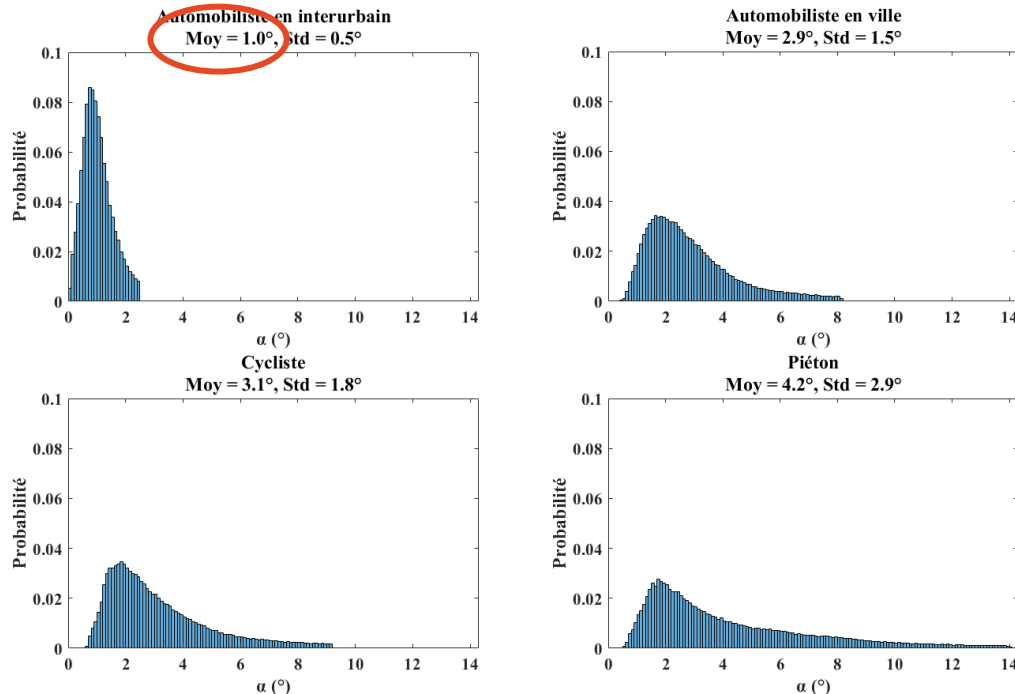 Automobiliste en interurbain
Moy = 1.0°, Std = 0.5°
0.1
0.08
0.06
0.04
0.02
0
Probabilité
0 2 4 6 8 10 12 14
α (°)
Automobiliste en ville
Moy = 2.9°, Std = 1.5°
0.1
0.08
0.06
0.04
0.02
0
Probabilité
0 2 4 6 8 10 12 14
α (°)
Cycliste
Moy = 3.1°, Std = 1.8°
0.1
0.08
0.06
0.04
0.02
0
Probabilité
0 2 4 6 8 10 12 14
α (°)
Piéton
Moy = 4.2°, Std = 2.9°
0.1
0.08
0.06
0.04
0.02
0
Probabilité
0 2 4 6 8 10 12 14
α (°)